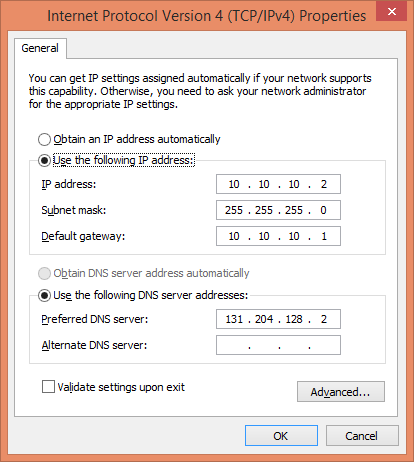 Internet Protocol Version 4 (TCP/IPv4) Properties
General
You can get IP settings assigned automatically if your network supports
this capability. Otherwise, you need to ask your network administrator
for the appropriate IP settings.
Obtain an IP address automatically
Use the following IP address:
IP address: 10 . 10 . 10 . 2
Subnet mask: 255 . 255 . 255 . 0
Default gateway: 10 . 10 . 10 . 1
Obtain DNS server address automatically
Use the following DNS server addresses:
Preferred DNS server: 131 . 204 . 128 . 2
Alternate DNS server: . . .
Validate settings upon exit
Advanced...
OK Cancel